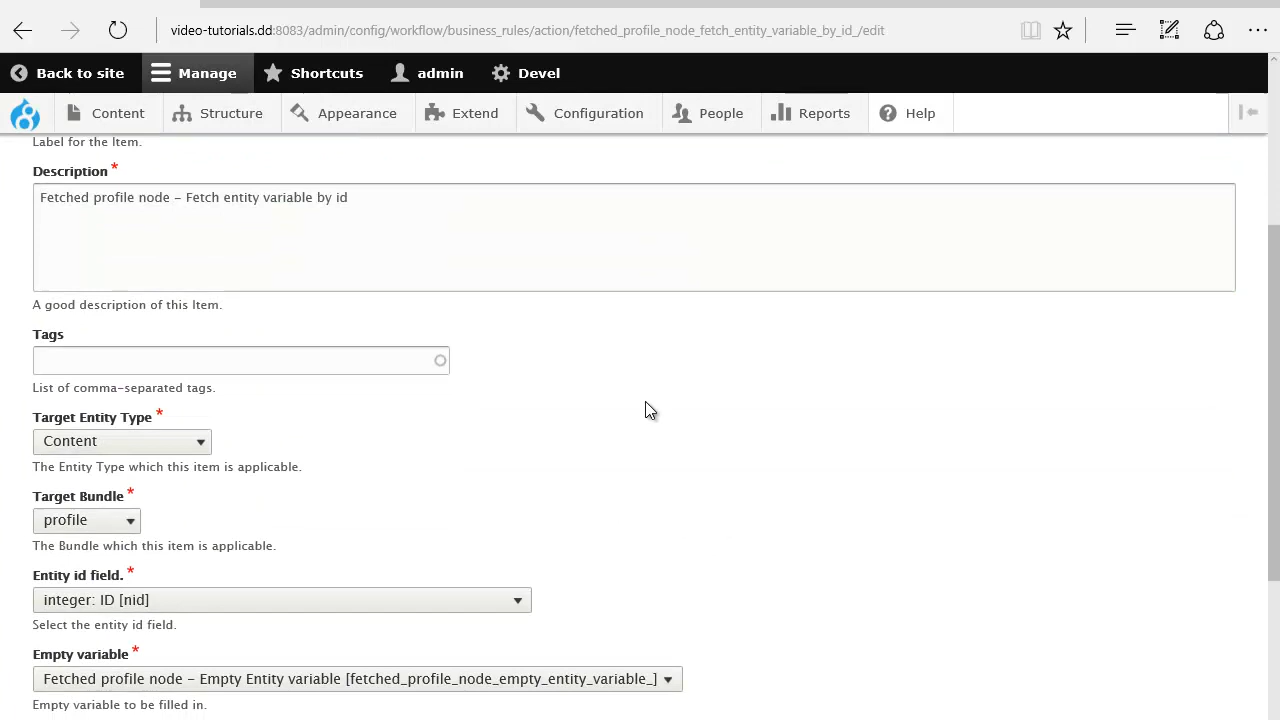 video-tutorials.dd:8083/admin/config/workflow/business_rules/action/fetched_profile_node_fetch_entity_variable_by_id_/edit
Back to site Manage Shortcuts admin Devel
Content Structure Appearance Extend Configuration People Reports Help
Label for the Item.
Description *
Fetched profile node - Fetch entity variable by id
A good description of this Item.
Tags
List of comma-separated tags.
Target Entity Type *
Content
The Entity Type which this item is applicable.
Target Bundle *
profile
The Bundle which this item is applicable.
Entity id field. *
integer: ID [nid]
Select the entity id field.
Empty variable *
Fetched profile node - Empty Entity variable [fetched_profile_node_empty_entity_variable_]
Empty variable to be filled in.